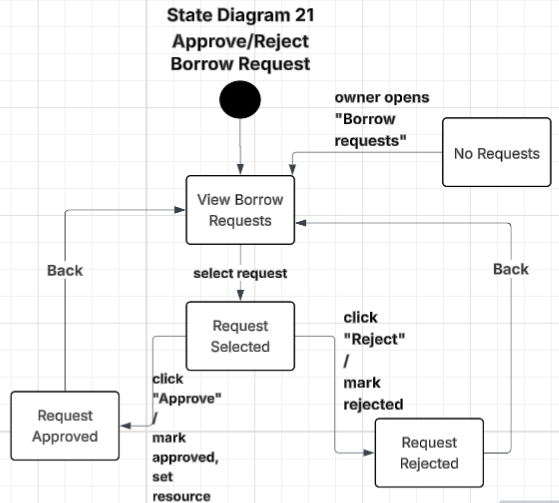 State Diagram 21
Approve/Reject
Borrow Request
owner opens
"Borrow
requests"
No Requests
View Borrow
Requests
Back
select request
Back
Request
Selected
click
"Reject"
/
mark
rejected
click
"Approve"
/
mark
approved,
set
resource
Request
Approved
Request
Rejected